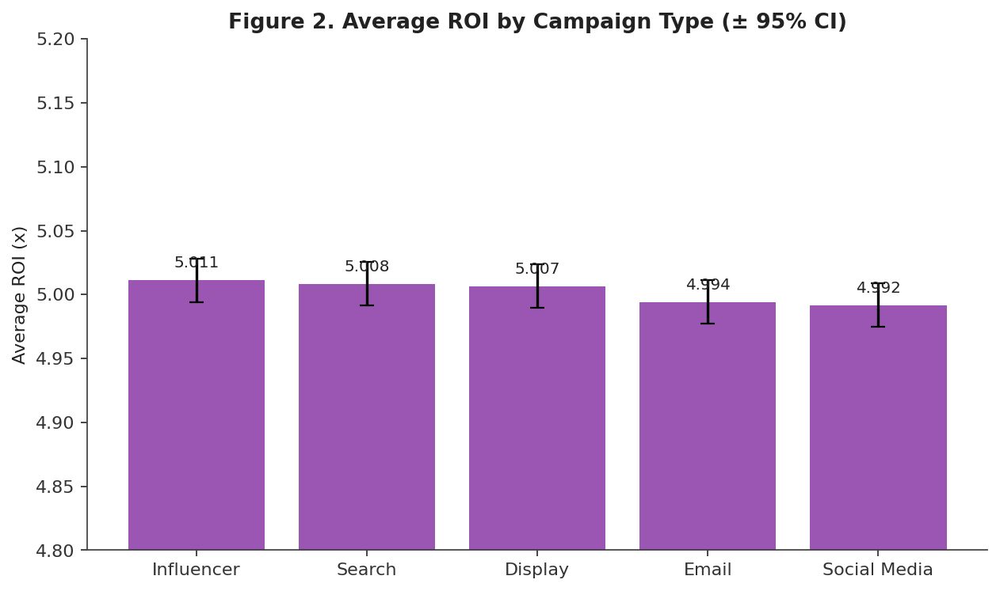 Figure 2. Average ROI by Campaign Type (± 95% CI)
5.20
5.15
5.10
5.05
5.00
4.95
4.90
4.85
4.80
Average ROI (x)
5.011
5.008
5.007
4.994
4.992
Influencer
Search
Display
Email
Social Media